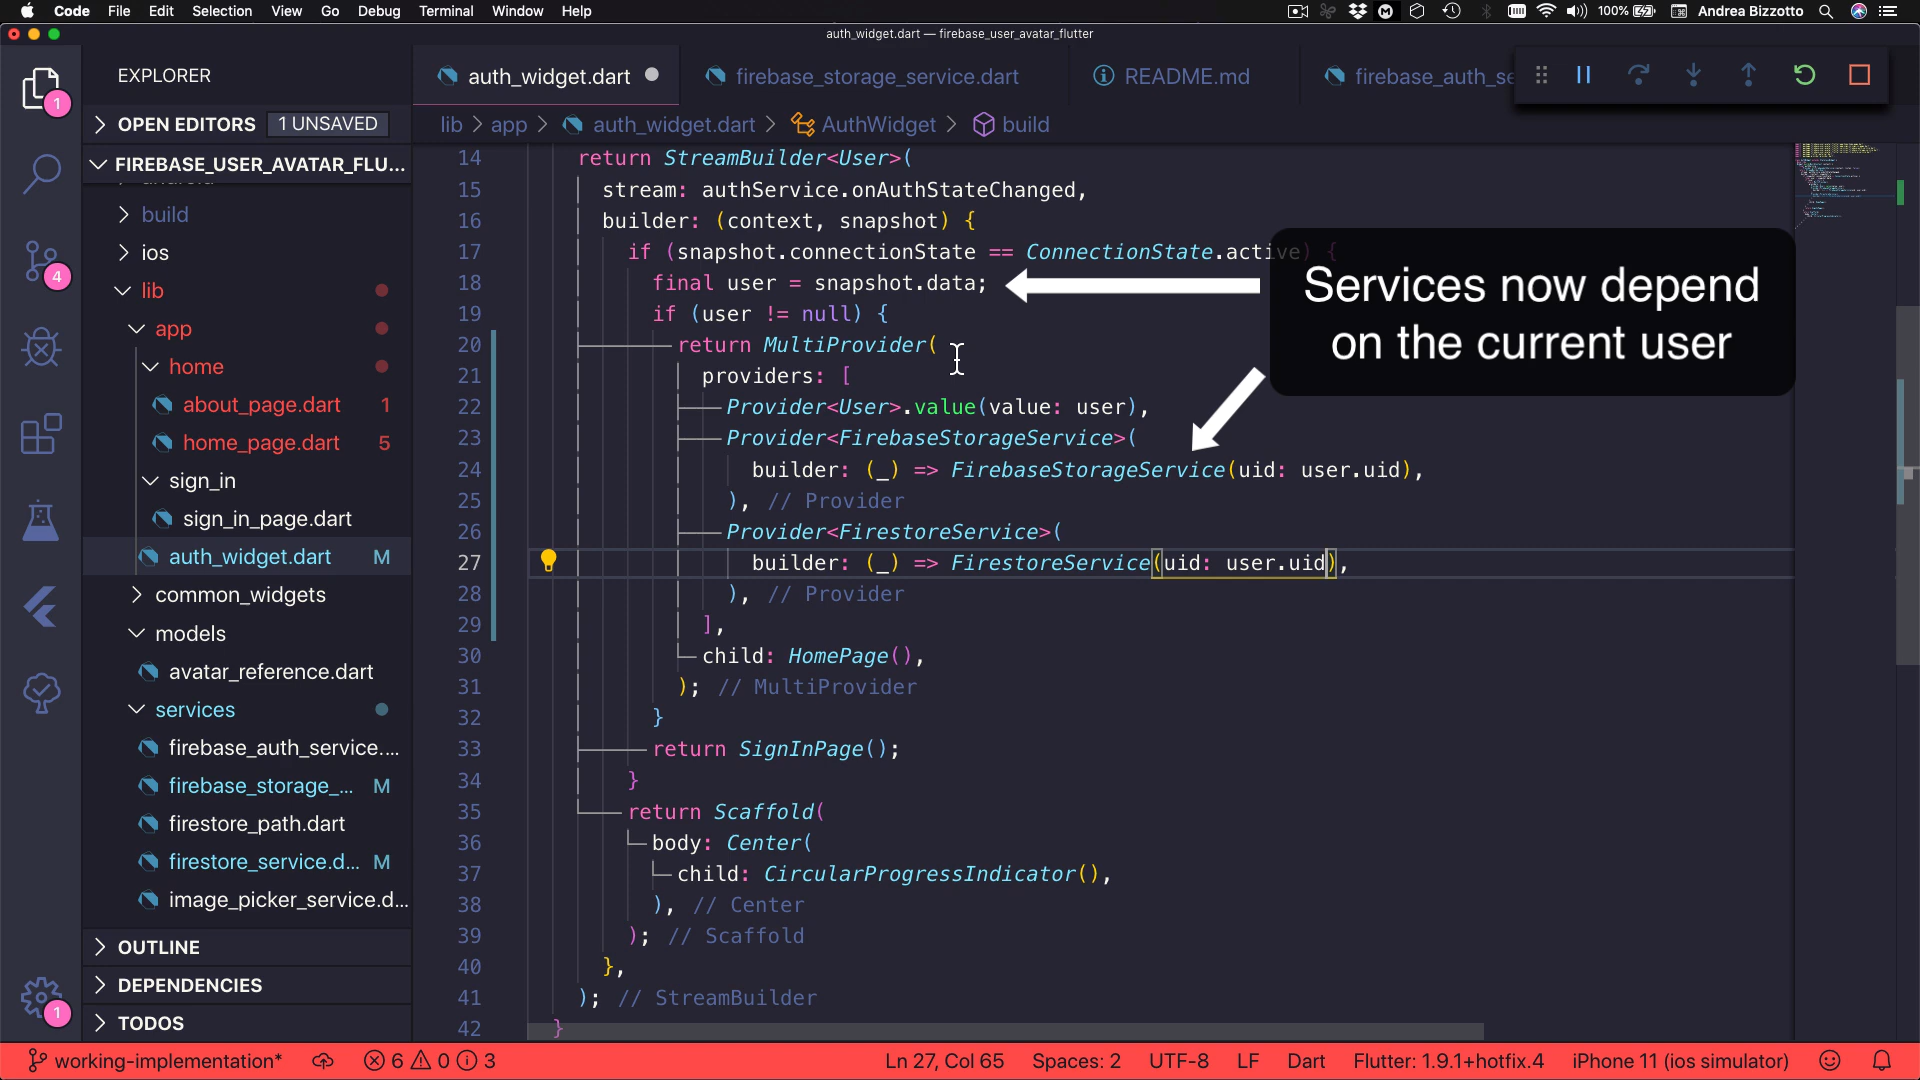 Code File Edit Selection View Go Debug Terminal Window Help 100% Andrea Bizzotto
auth_widget.dart — firebase_user_avatar_flutter
EXPLORER
auth_widget.dart firebase_storage_service.dart README.md firebase_auth_se
OPEN EDITORS 1 UNSAVED
lib > app > auth_widget.dart > AuthWidget > build
FIREBASE_USER_AVATAR_FLU...
build
ios
lib
app
home
about_page.dart 1
home_page.dart 5
sign_in
sign_in_page.dart
auth_widget.dart M
common_widgets
models
avatar_reference.dart
services
firebase_auth_service....
firebase_storage_... M
firestore_path.dart
firestore_service.d... M
image_picker_service.d...
OUTLINE
DEPENDENCIES
TODOS
1
4
1
14 return StreamBuilder<User>(
15 stream: authService.onAuthStateChanged,
16 builder: (context, snapshot) {
17 if (snapshot.connectionState == ConnectionState.active) {
18 final user = snapshot.data;
19 if (user != null) {
20 return MultiProvider(
21 providers: [
22 Provider<User>.value(value: user),
23 Provider<FirebaseStorageService>(
24 builder: (_) => FirebaseStorageService(uid: user.uid),
25 ), // Provider
26 Provider<FirestoreService>(
27 builder: (_) => FirestoreService(uid: user.uid),
28 ), // Provider
29 ],
30 child: HomePage(),
31 ); // MultiProvider
32 }
33 return SignInPage();
34 }
35 return Scaffold(
36 body: Center(
37 child: CircularProgressIndicator(),
38 ), // Center
39 ); // Scaffold
40 },
41 ); // StreamBuilder
42 }
Services now depend
on the current user
working-implementation* 6 0 3 Ln 27, Col 65 Spaces: 2 UTF-8 LF Dart Flutter: 1.9.1+hotfix.4 iPhone 11 (ios simulator)